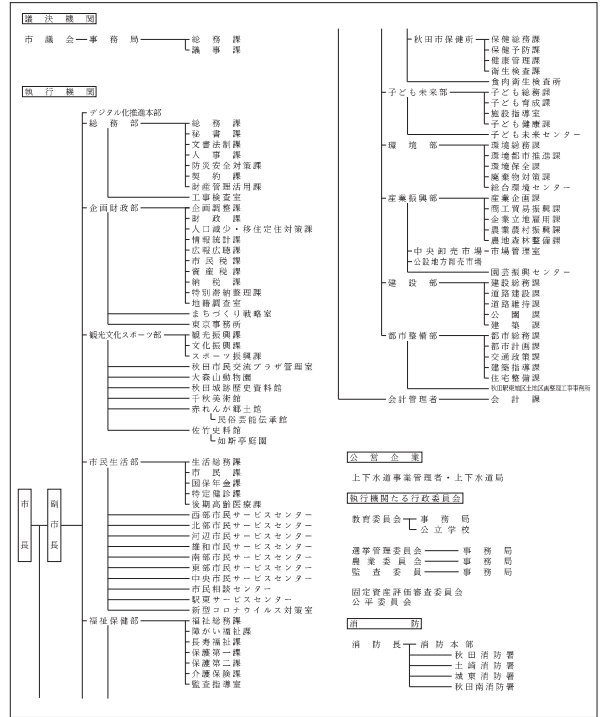 議決機関
市議会 事務局 総務課
議事課
執行機関
デジタル化推進本部
総務部 総務課
秘書課
文書法制課
人事課
防災安全対策課
契約課
財産管理活用課
工事検査室
企画財政部 企画調整課
財政課
人口減少・移住定住対策課
情報統計課
広報広聴課
市民税課
資産税課
納税課
特別滞納整理課
地籍調査室
まちづくり戦略室
東京事務所
観光文化スポーツ部 観光振興課
文化振興課
スポーツ振興課
秋田市民交流プラザ管理室
大森山動物園
秋田城跡歴史資料館
千秋美術館
赤れんが郷土館
民俗芸能伝承館
佐竹史料館
如斯亭庭園
市民生活部 生活総務課
市民課
国保年金課
特定健診課
後期高齢医療課
西部市民サービスセンター
北部市民サービスセンター
河辺市民サービスセンター
雄和市民サービスセンター
南部市民サービスセンター
東部市民サービスセンター
中央市民サービスセンター
市民相談センター
駅東サービスセンター
新型コロナウイルス対策室
市長
副市長
福祉保健部 福祉総務課
障がい福祉課
長寿福祉課
保護第一課
保護第二課
介護保険課
監査指導室
秋田市保健所 保健総務課
保健予防課
健康管理課
衛生検査課
食肉衛生検査所
子ども未来部 子ども総務課
子ども育成課
施設指導室
子ども健康課
子ども未来センター
環境部 環境総務課
環境都市推進課
環境保全課
廃棄物対策課
総合環境センター
産業振興部 産業企画課
商工貿易振興課
企業立地雇用課
農業農村振興課
農地森林整備課
中央卸売市場 市場管理室
公設地方卸売市場
園芸振興センター
建設部 建設総務課
道路建設課
道路維持課
公園課
建築課
都市整備部 都市総務課
都市計画課
交通政策課
建築指導課
住宅整備課
秋田駅東地区土地区画整理工事事務所
会計管理者 会計課
公営企業
上下水道事業管理者・上下水道局
執行機関たる行政委員会
教育委員会 事務局
公立学校
選挙管理委員会 事務局
農業委員会 事務局
監査委員 事務局
固定資産評価審査委員会
公平委員会
消防
消防長 消防本部
秋田消防署
土崎消防署
城東消防署
秋田南消防署